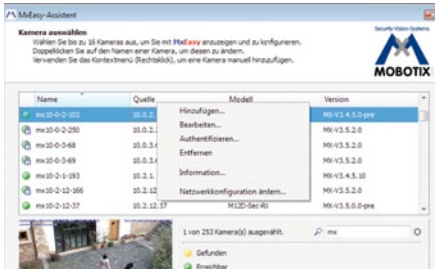 MxEasy-Assistent
Kamera auswählen
Wählen Sie bis zu 16 Kameras aus, um Sie mit MxEasy anzuzeigen und zu konfigurieren.
Doppelklicken Sie auf den Namen einer Kamera, um diesen zu ändern.
Verwenden Sie das Kontextmenü (Rechtsklick), um eine Kamera manuell hinzuzufügen.
Security-Vision-Systems
MOBOTIX
Name Quelle Modell Version
mx10-0-2-102 10.0.2. MX-V3.4.5.0-pre
mx10-0-2-250 10.0.2. MX-V3.5.2.0
mx10-0-3-68 10.0.3. MX-V3.5.2.0
mx10-0-3-69 10.0.3. MX-V3.5.2.0
mx10-2-1-193 10.2.1. MX-V3.4.5.10
mx10-2-12-166 10.2.12 MX-V3.5.2.0
mx10-2-12-37 10.2.12.37 M12D-Sec-R3 MX-V3.5.0.0-pre
Hinzufügen...
Bearbeiten...
Authentifizieren...
Entfernen
Information...
Netzwerkkonfiguration ändern...
1 von 253 Kamera(s) ausgewählt.
mx
Gefunden
Erreichbar